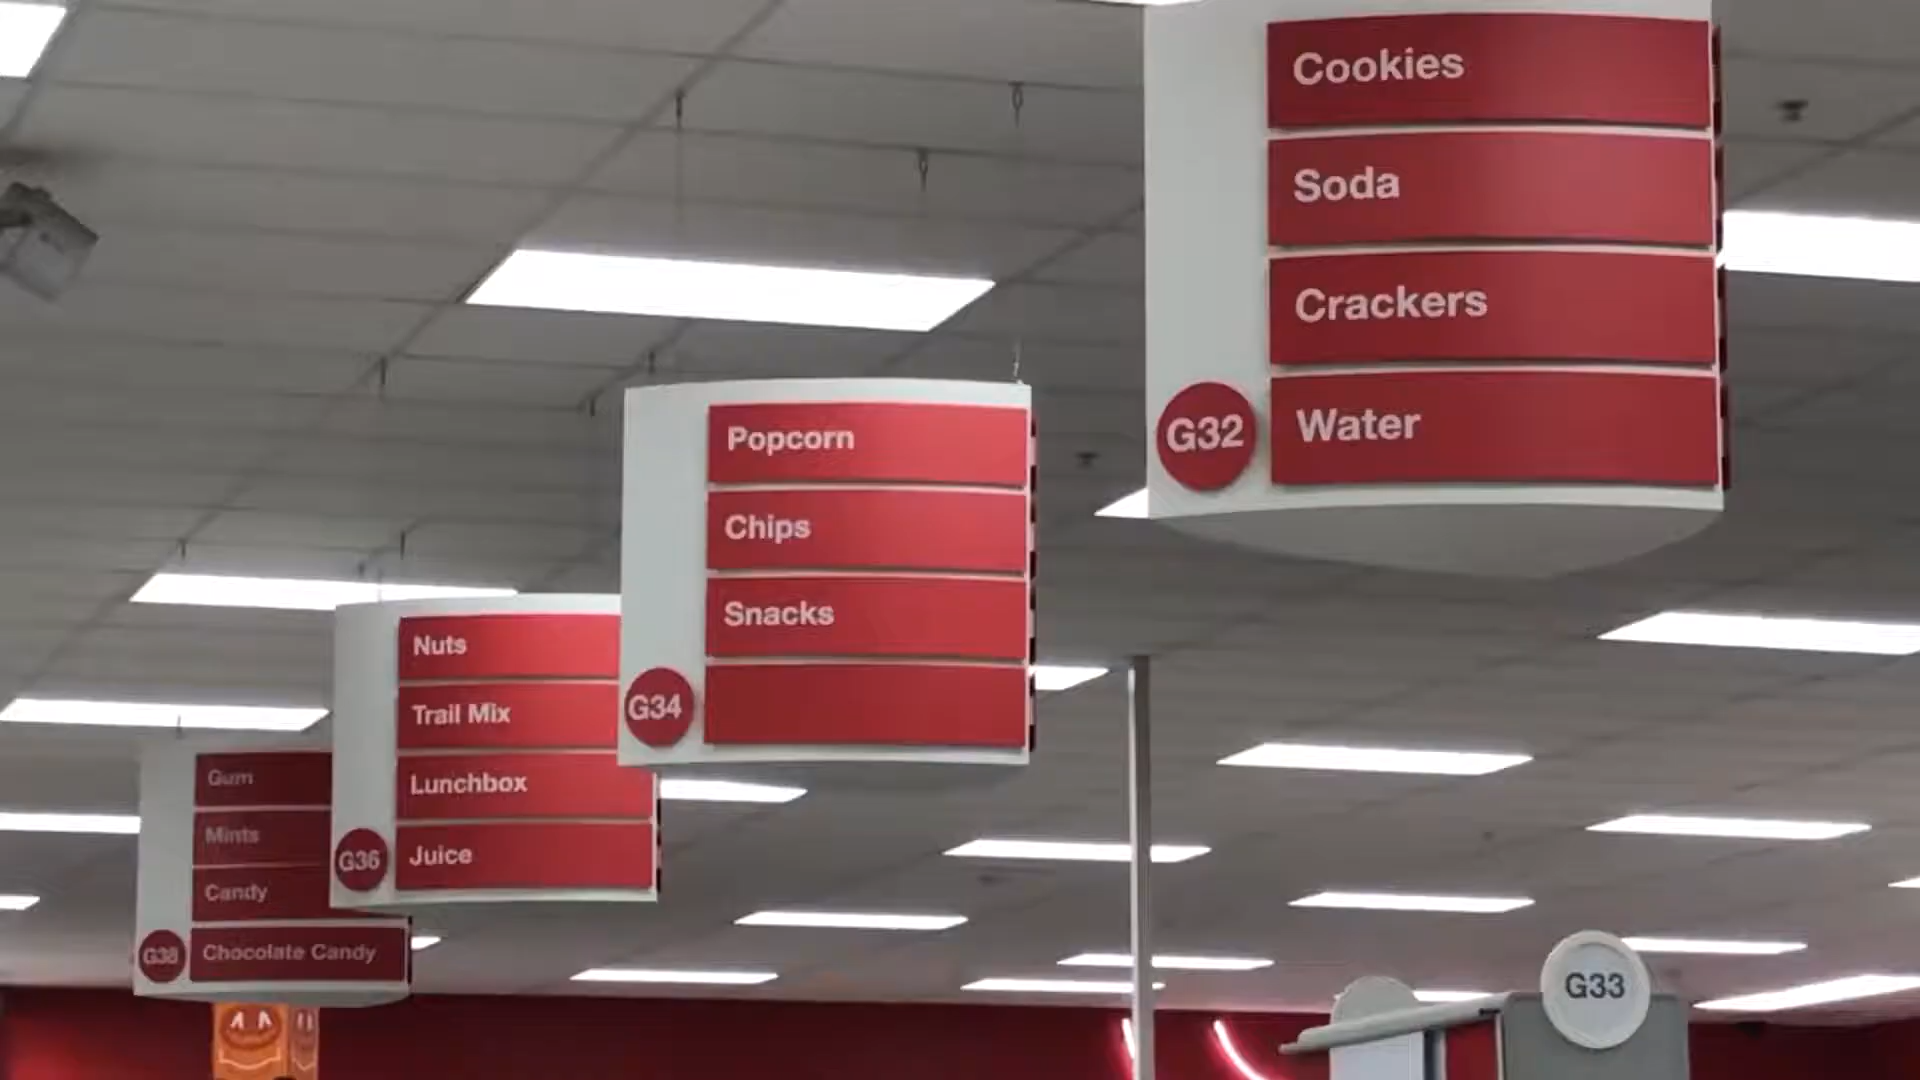 Cookies
Soda
Crackers
Water
G32
Popcorn
Chips
Snacks
G34
Nuts
Trail Mix
Lunchbox
Juice
G36
Gum
Mints
Candy
Chocolate Candy
G38
G33